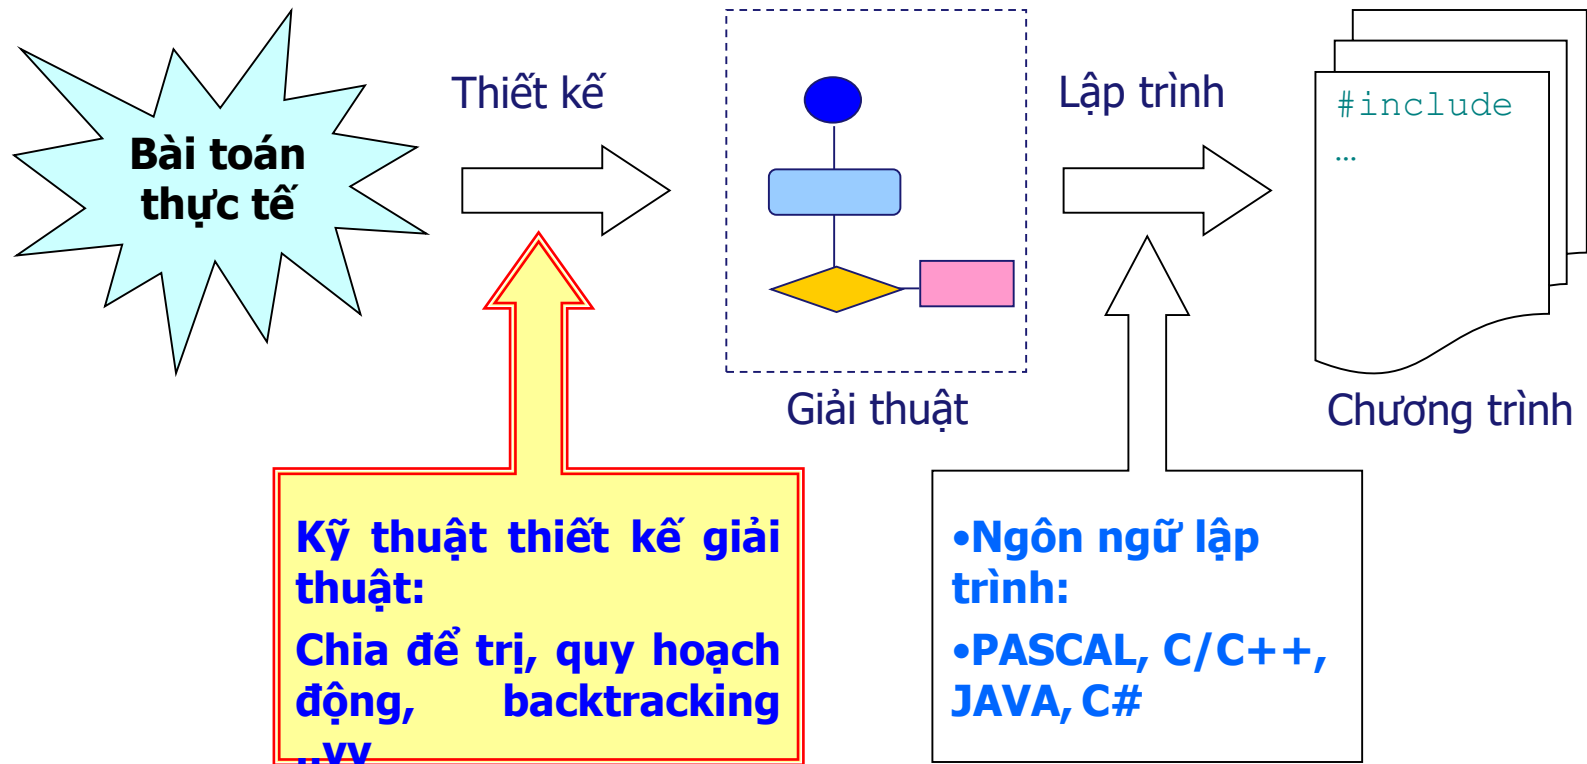 Thiết kế
Lập trình
Bài toán
thực tế
#include
...
Giải thuật
Chương trình
Kỹ thuật thiết kế giải
thuật:
Chia để trị, quy hoạch
động, backtracking
..vv
•Ngôn ngữ lập
trình:
•PASCAL, C/C++,
JAVA, C#